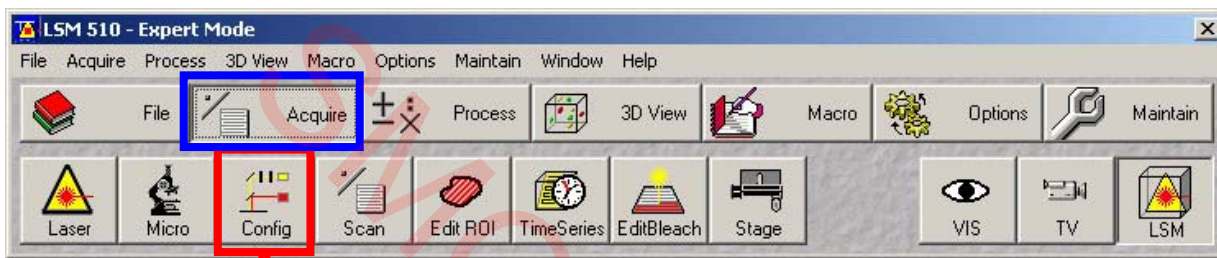 LSM 510 - Expert Mode
File Acquire Process 3D View Macro Options Maintain Window Help
File Acquire Process 3D View Macro Options Maintain
Laser Micro Config Scan Edit ROI TimeSeries EditBleach Stage VIS TV LSM